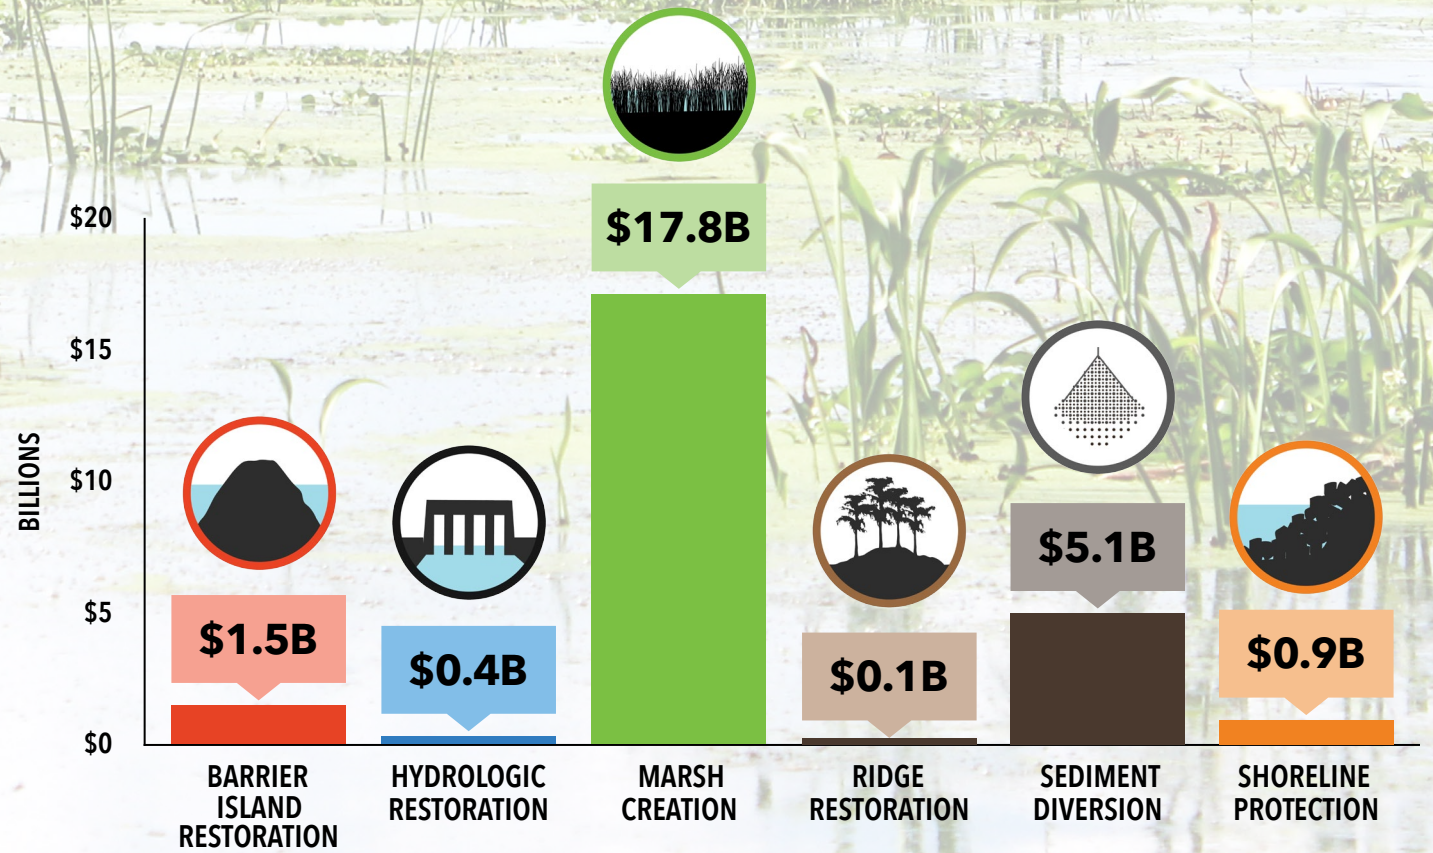 $20
$15
$10
$5
$0
BILLIONS
$1.5B
$0.4B
$17.8B
$0.1B
$5.1B
$0.9B
BARRIER
ISLAND
RESTORATION
HYDROLOGIC
RESTORATION
MARSH
CREATION
RIDGE
RESTORATION
SEDIMENT
DIVERSION
SHORELINE
PROTECTION